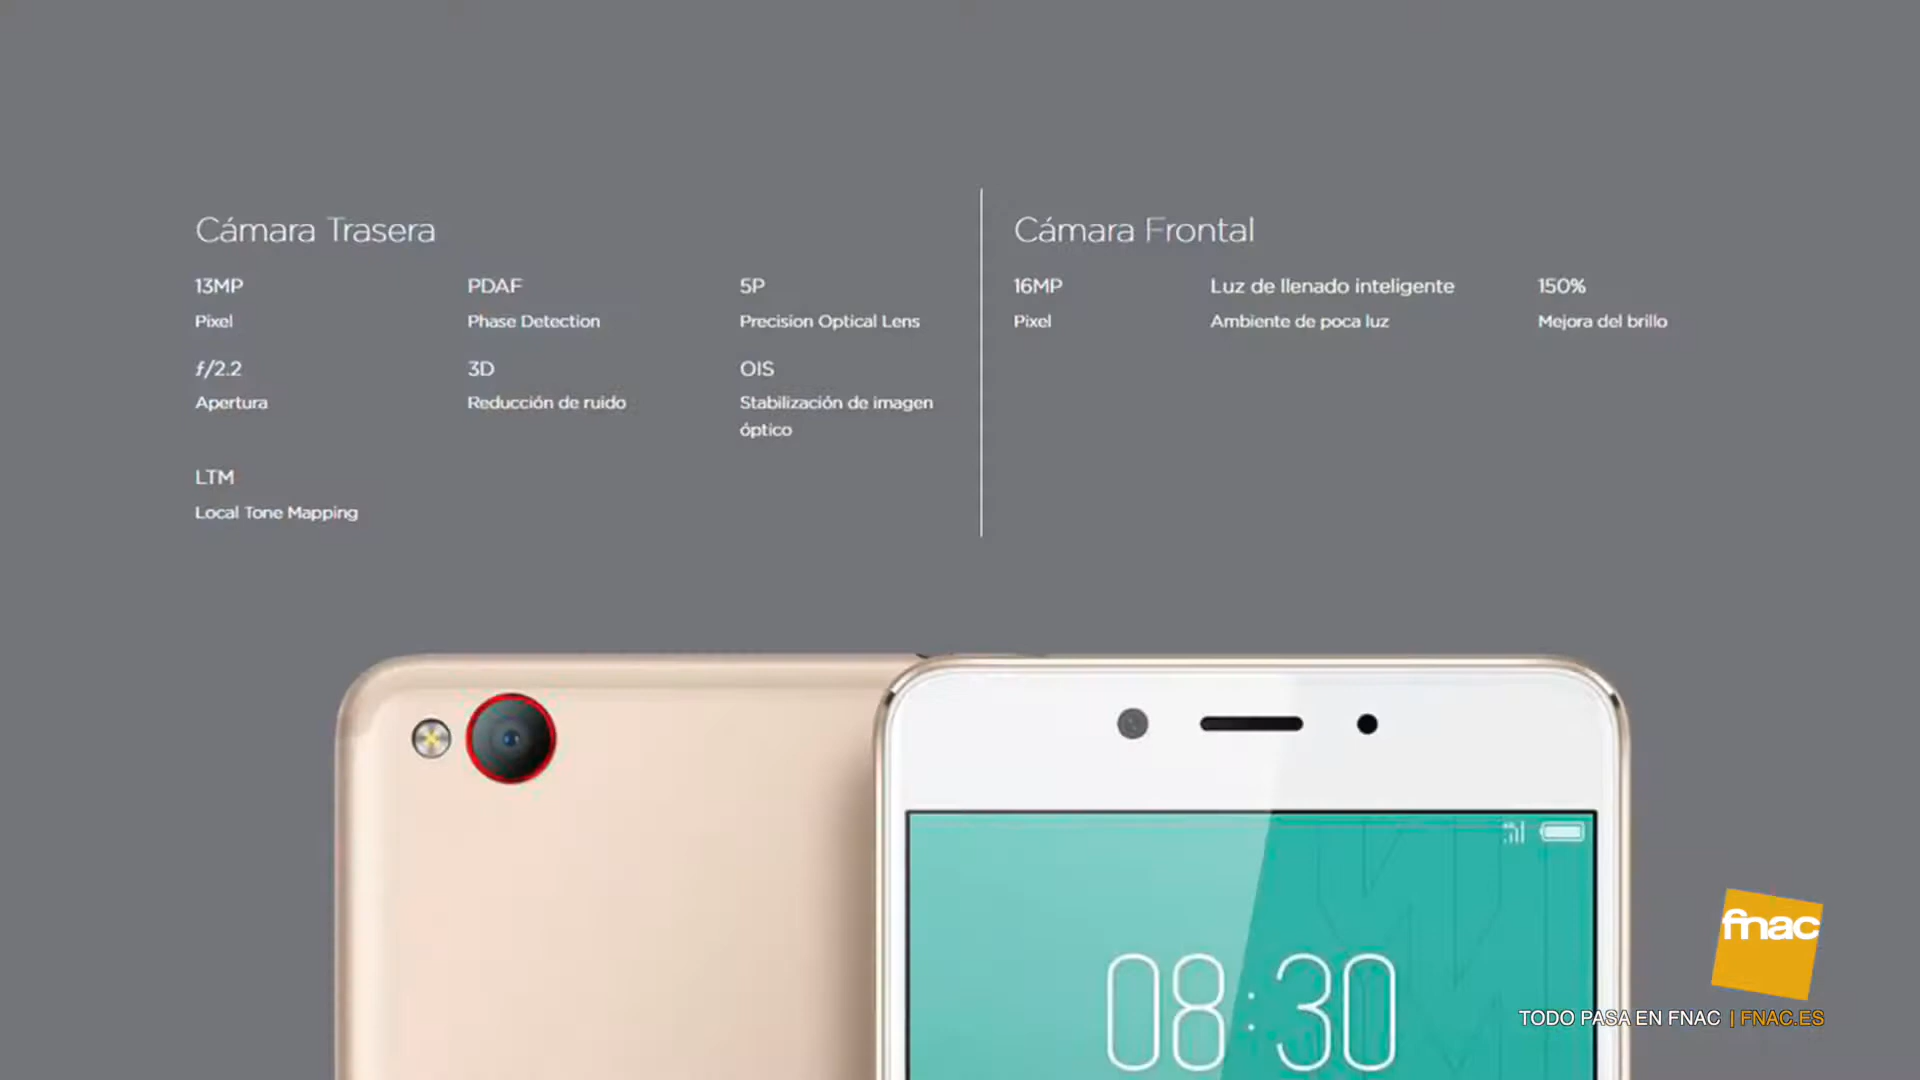 Cámara Trasera
13MP
Pixel
PDAF
Phase Detection
5P
Precision Optical Lens
f/2.2
Apertura
3D
Reducción de ruido
OIS
Stabilización de imagen
óptico
LTM
Local Tone Mapping
Cámara Frontal
16MP
Pixel
Luz de llenado inteligente
Ambiente de poca luz
150%
Mejora del brillo
08:30
fnac
TODO PASA EN FNAC | FNAC.ES